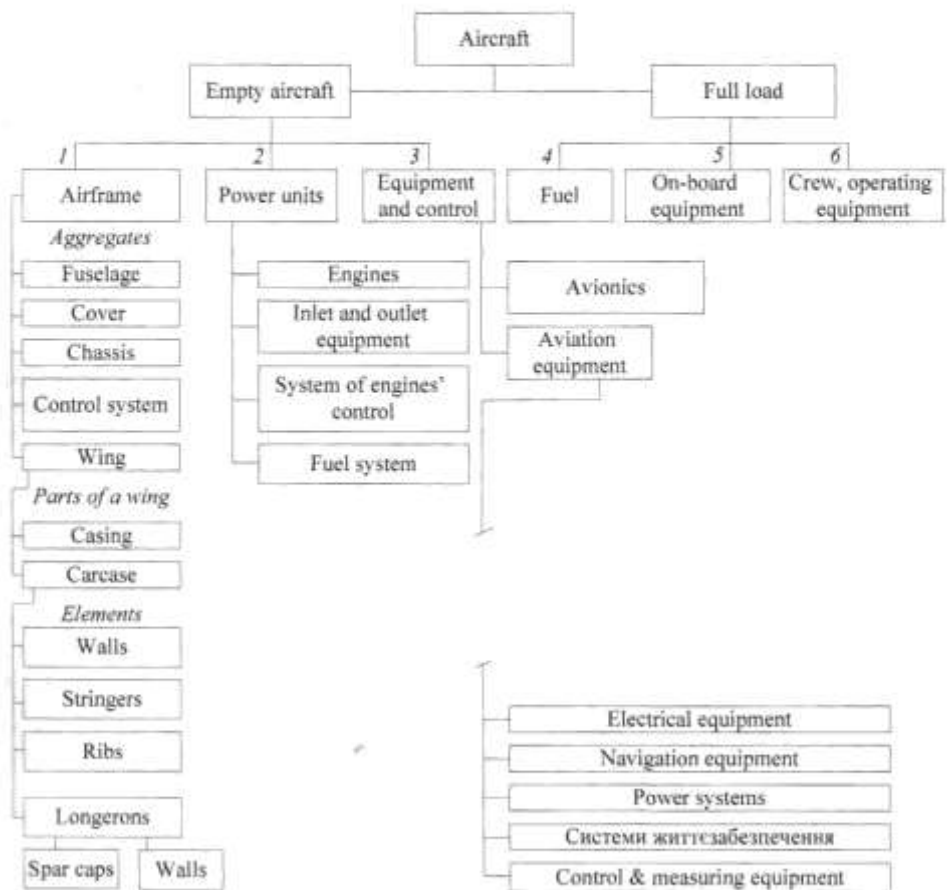 Aircraft
Empty aircraft
Full load
1
2
3
4
5
6
Airframe
Power units
Equipment
and control
Fuel
On-board
equipment
Crew, operating
equipment
Aggregates
Fuselage
Cover
Chassis
Control system
Wing
Parts of a wing
Casing
Carcase
Elements
Walls
Stringers
Ribs
Longerons
Spar caps
Walls
Engines
Inlet and outlet
equipment
System of engines'
control
Fuel system
Avionics
Aviation
equipment
Electrical equipment
Navigation equipment
Power systems
Системи життєзабезпечення
Control & measuring equipment